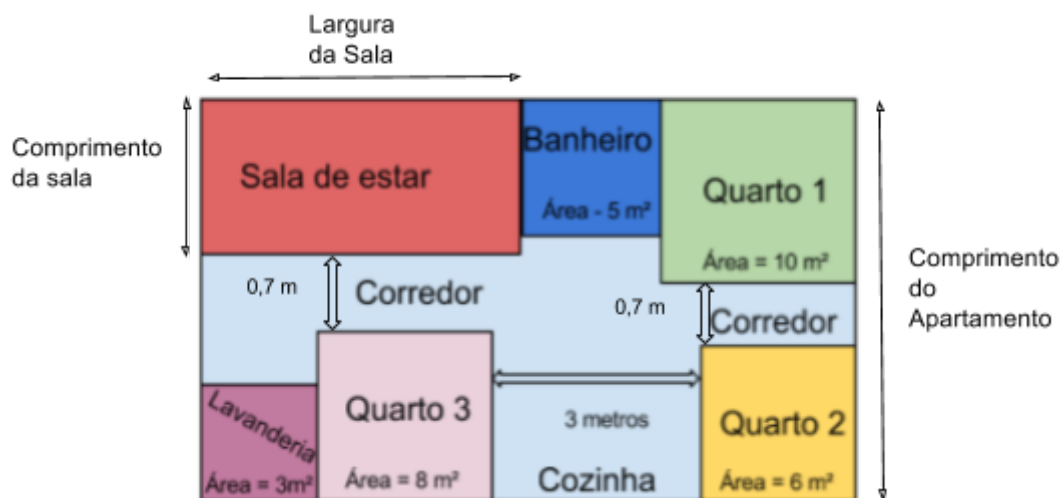 Largura
da Sala
Comprimento
da sala
Sala de estar
Banheiro
Área - 5 m²
Quarto 1
Área = 10 m²
0,7 m
Corredor
0,7 m
Corredor
Comprimento
do
Apartamento
Lavanderia
Área = 3m²
Quarto 3
Área = 8 m²
3 metros
Cozinha
Quarto 2
Área = 6 m²